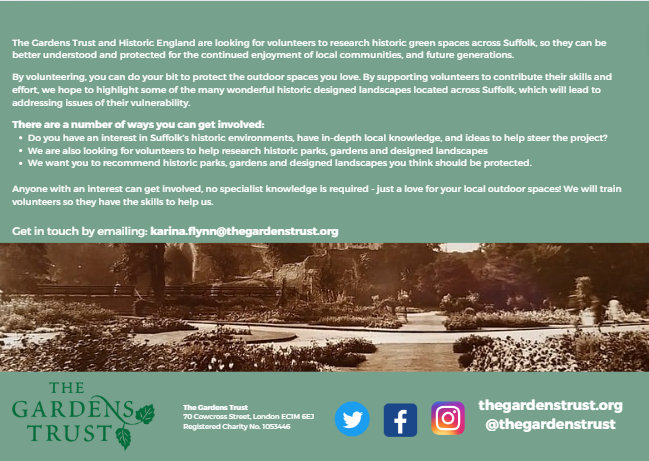 The Gardens Trust and Historic England are looking for volunteers to research historic green spaces across Suffolk, so they can be
better understood and protected for the continued enjoyment of local communities, and future generations.
By volunteering, you can do your bit to protect the outdoor spaces you love. By supporting volunteers to contribute their skills and
effort, we hope to highlight some of the many wonderful historic designed landscapes located across Suffolk, which will lead to
addressing issues of their vulnerability.
There are a number of ways you can get involved:
• Do you have an interest in Suffolk's historic environments, have in-depth local knowledge, and ideas to help steer the project?
• We are also looking for volunteers to help research historic parks, gardens and designed landscapes
• We want you to recommend historic parks, gardens and designed landscapes you think should be protected.
Anyone with an interest can get involved, no specialist knowledge is required - just a love for your local outdoor spaces! We will train
volunteers so they have the skills to help us.
Get in touch by emailing: karina.flynn@thegardenstrust.org
THE
GARDENS
TRUST
The Gardens Trust
70 Cowcross Street, London EC1M 6EJ
Registered Charity No. 1053446
thegardenstrust.org
@thegardenstrust